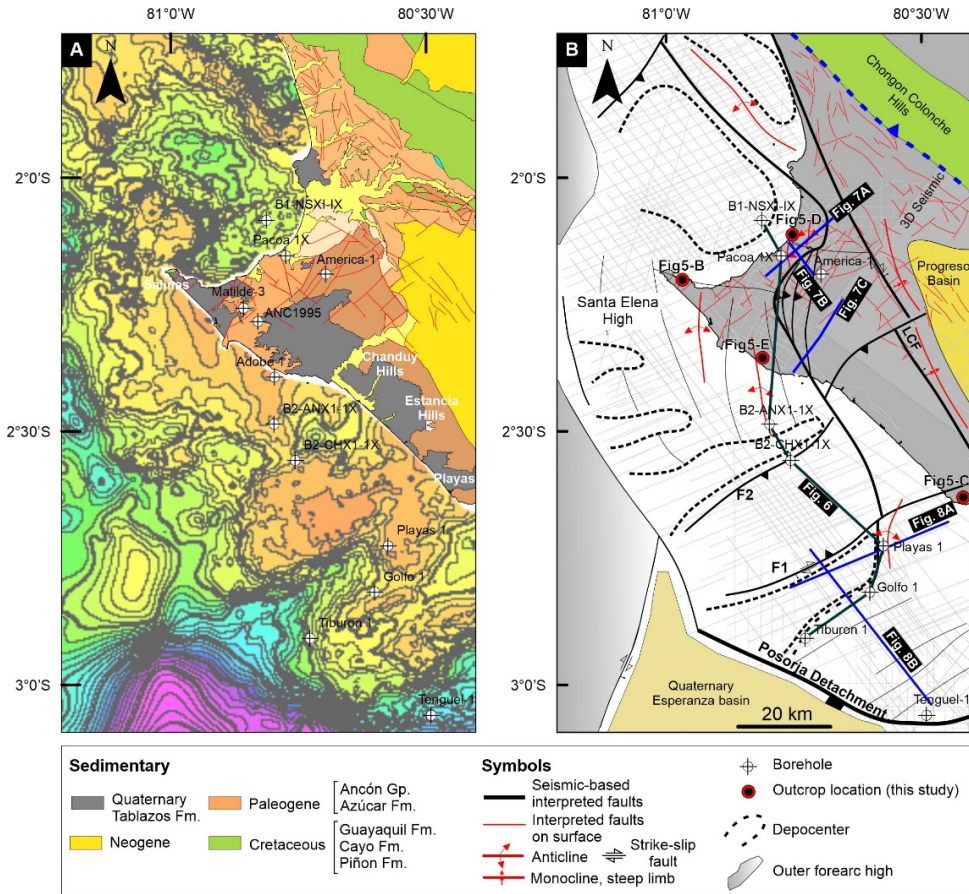 81°0'W
80°30'W
81°0'W
80°30'W
A
N
2°0'S
2°30'S
3°0'S
B1-NSXI-IX
Pacoa 1X
America-1
Salinas
Matilde-3
ANC1995
Adobe-1
Chanduy
Hills
Estancia
Hills
B2-ANX1-1X
B2-CHX1-1X
Playas
Playas 1
Golfo 1
Tiburon 1
Tenguel-1
B
N
2°0'S
2°30'S
3°0'S
Chongon Colonche
Hills
3D Seismic
Progreso
Basin
B1-NSXI-IX
Fig5-D
Fig. 7A
Pacoa 1X
America-1
Fig5-B
Fig. 7B
Fig. 7C
Santa Elena
High
Fig5-E
LCF
B2-ANX1-1X
B2-CHX1-1X
F2
Fig. 6
Fig5-C
Fig. 8A
Playas 1
F1
Golfo 1
Tiburon 1
Fig. 8B
Posoria Detachment
Tenguel-1
Quaternary
Esperanza basin
20 km
Sedimentary
Quaternary
Tablazos Fm.
Neogene
Paleogene
Ancón Gp.
Azúcar Fm.
Cretaceous
Guayaquil Fm.
Cayo Fm.
Piñon Fm.
Symbols
Seismic-based
interpreted faults
Interpreted faults
on surface
Anticline
Strike-slip
fault
Monocline, steep limb
Borehole
Outcrop location (this study)
Depocenter
Outer forearc high